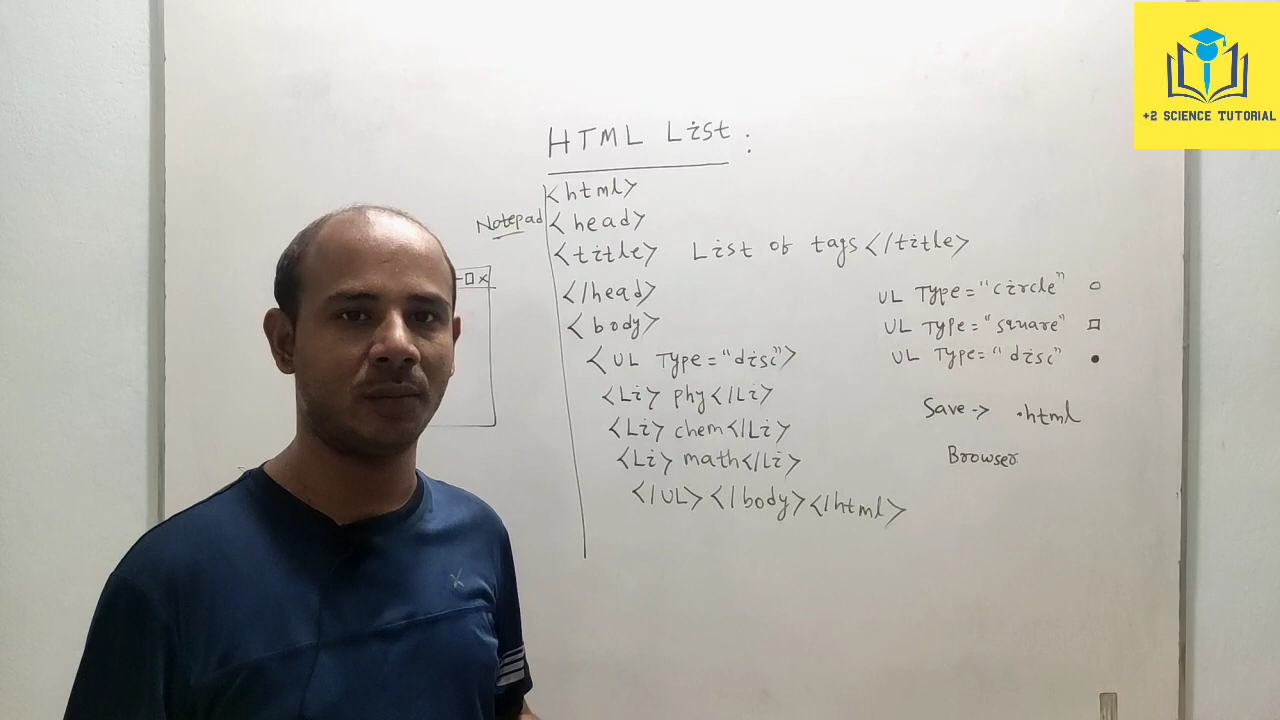 +2 SCIENCE TUTORIAL
HTML List :
<html>
Notepad
<head>
<title> List of tags </title>
</head>
<body>
<UL Type="disc">
<Li> phy </Li>
<Li> chem </Li>
<Li> math </Li>
</UL> </body> </html>
UL Type="circle"
UL Type="square"
UL Type="disc"
Save -> .html
Browser